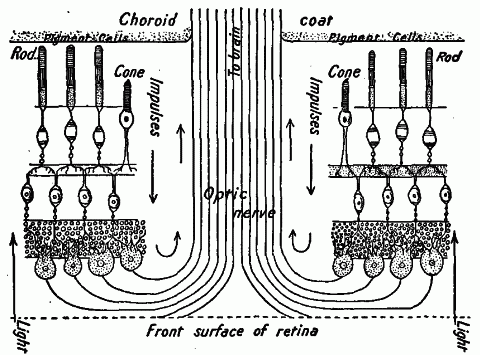 Choroid coat
Pigment Cells
Pigment Cells
Rod
Cone
Impulses
To brain
Cone
Rod
Impulses
Optic
nerve
Light
Light
Front surface of retina